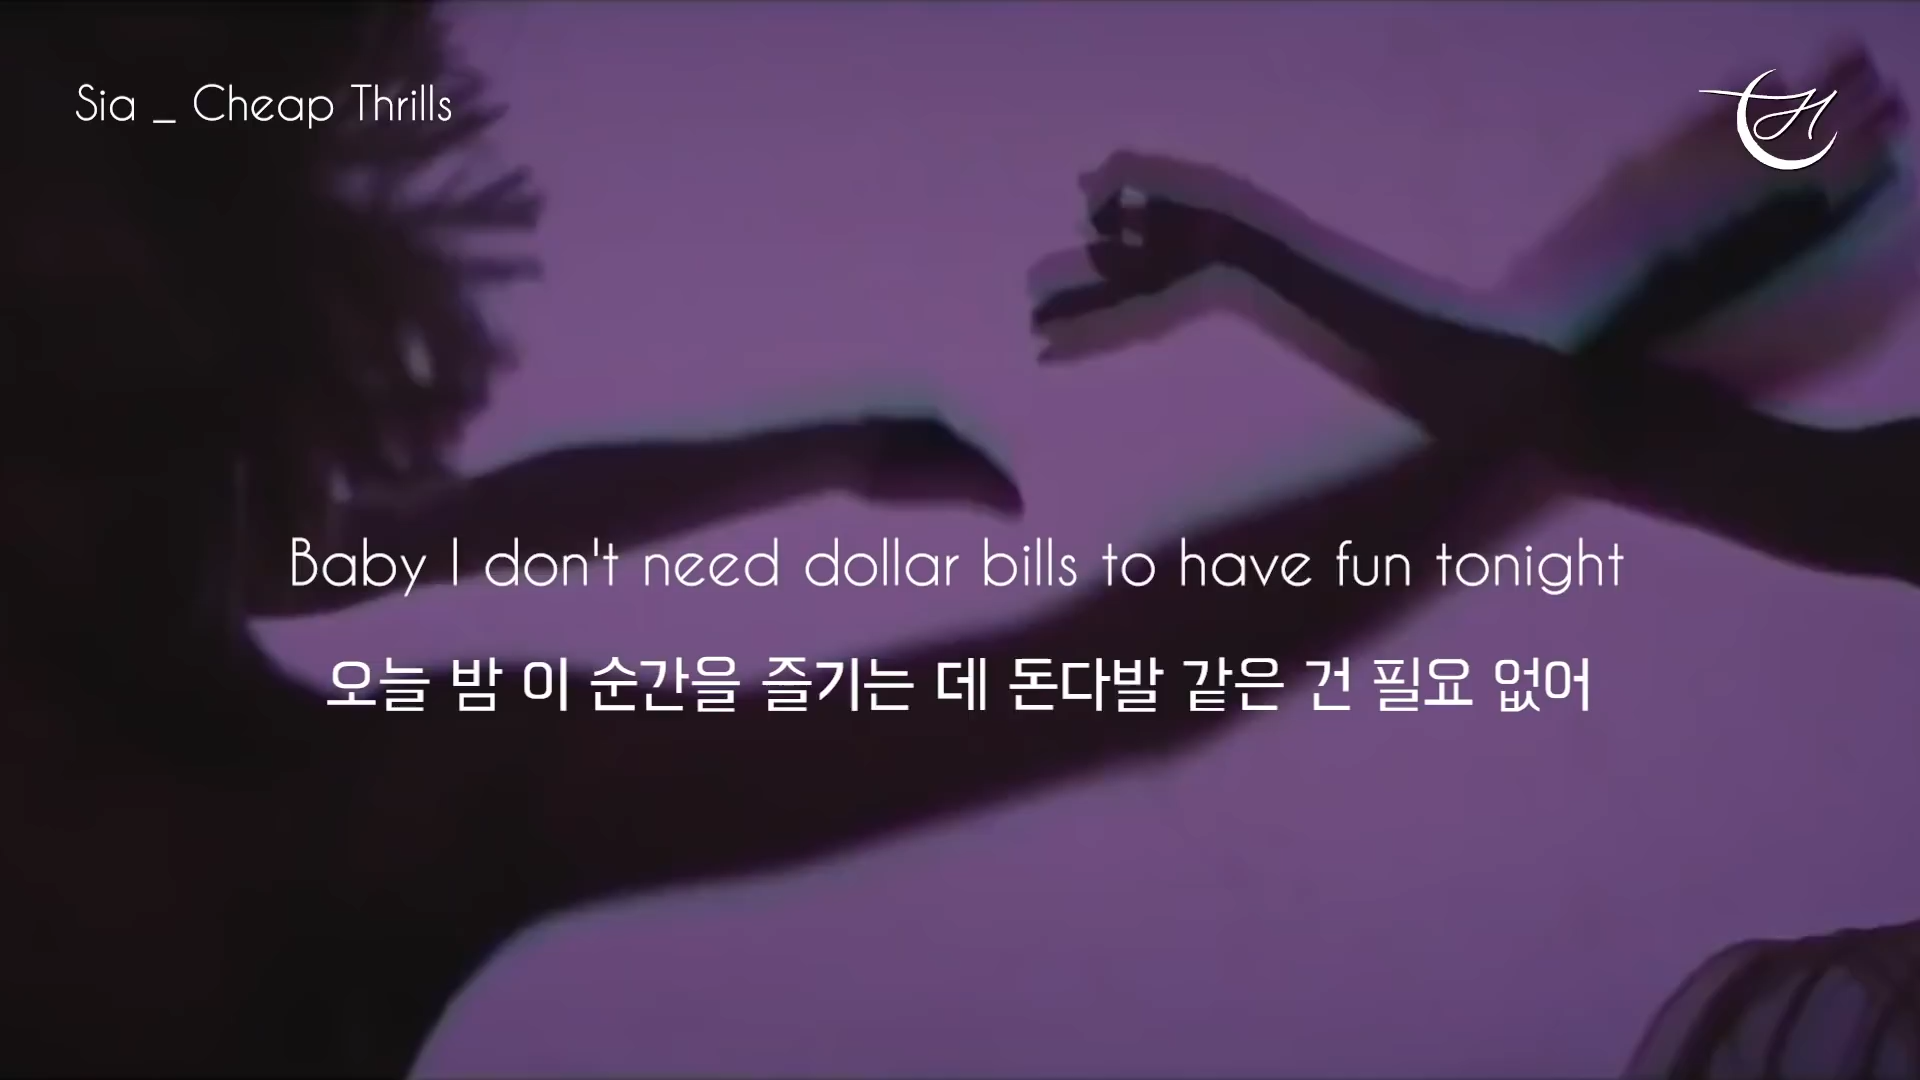 Sia _ Cheap Thrills
Baby I don't need dollar bills to have fun tonight
오늘 밤 이 순간을 즐기는 데 돈다발 같은 건 필요 없어